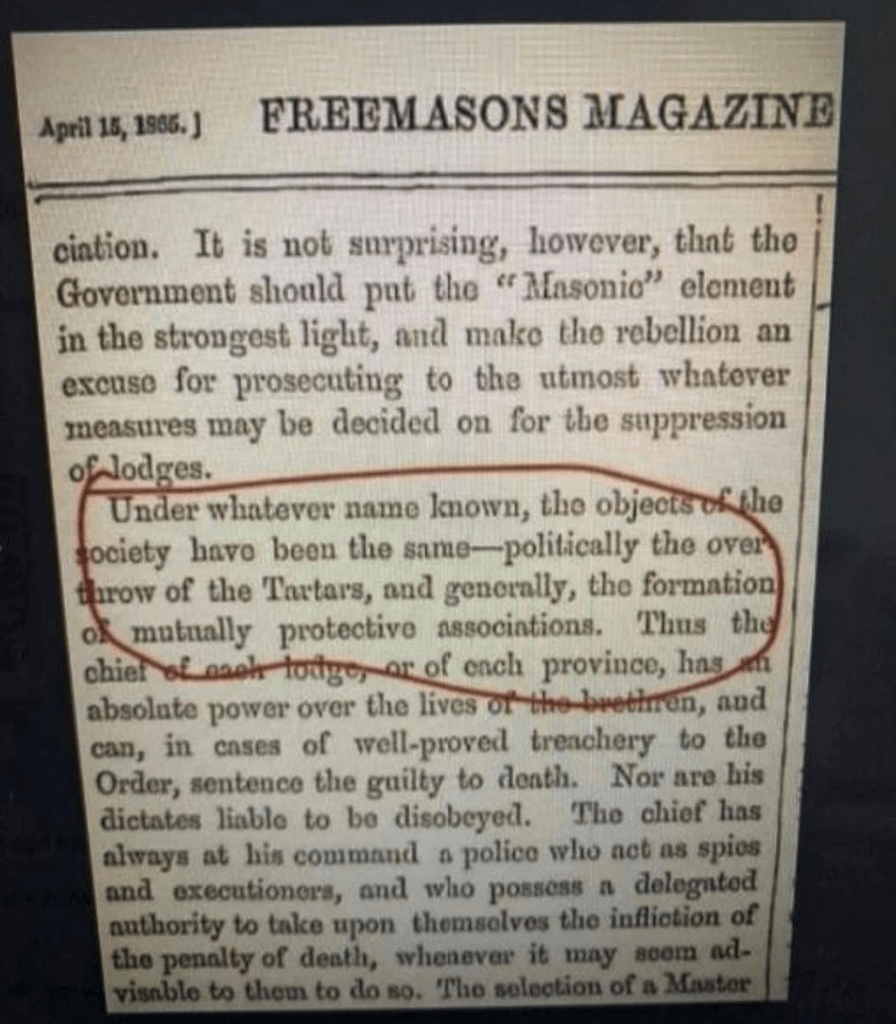 April 15, 1865.] FREEMASONS MAGAZINE
ciation. It is not surprising, however, that the
Government should put the “Masonic” element
in the strongest light, and make the rebellion an
excuse for prosecuting to the utmost whatever
measures may be decided on for the suppression
of lodges.
Under whatever name known, the objects of the
society have been the same—politically the over
throw of the Tartars, and generally, the formation
of mutually protective associations. Thus the
chief of each lodge, or of each province, has an
absolute power over the lives of the brethren, and
can, in cases of well-proved treachery to the
Order, sentence the guilty to death. Nor are his
dictates liable to be disobeyed. The chief has
always at his command a police who act as spies
and executioners, and who possess a delegated
authority to take upon themselves the infliction of
the penalty of death, whenever it may seem ad-
visable to them to do so. The selection of a Master